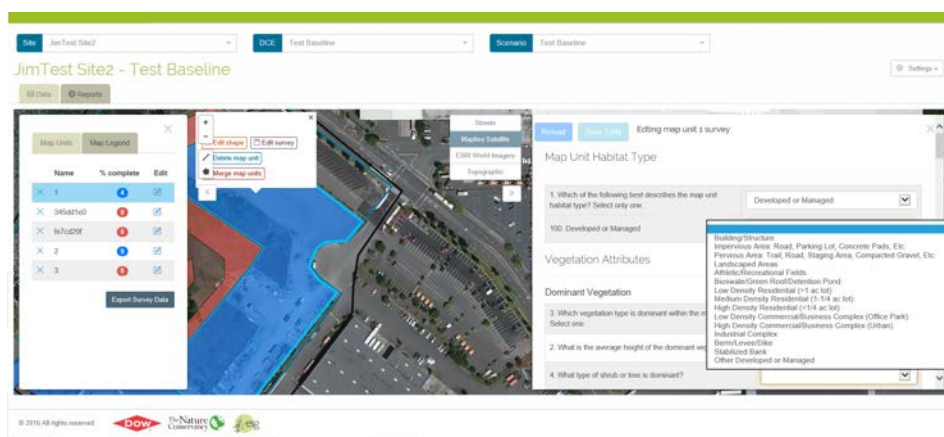 Site JimTest Site2 DCE Test Baseline Scenario Test Baseline
JimTest Site2 - Test Baseline
Settings
Data Reports
Map Units Map Legend
Name % complete Edit
1 4
345dd1e0 0
fe7cd29f 0
2 5
3 0
Export Survey Data
+
-
Edit shape Edit survey
Delete map unit
Merge map units
Streets
Mapbox Satellite
ESRI World Imagery
Topographic
Reload Save Edits Edting map unit 1 survey
Map Unit Habitat Type
1. Which of the following best describes the map unit
habitat type? Select only one.
Developed or Managed
100. Developed or Managed
Building/Structure
Impervious Area: Road, Parking Lot, Concrete Pads, Etc
Pervious Area: Trail, Road, Staging Area, Compacted Gravel, Etc.
Landscaped Areas
Athletic/Recreational Fields
Bioswale/Green Roof/Detention Pond
Low Density Residential (>1 ac lot)
Medium Density Residential (1-1/4 ac lot)
High Density Residential (<1/4 ac lot)
Low Density Commercial/Business Complex (Office Park)
High Density Commercial/Business Complex (Urban)
Industrial Complex
Berm/Levee/Dike
Stabilized Bank
Other Developed or Managed
Vegetation Attributes
Dominant Vegetation
3. Which vegetation type is dominant within the m
Select one.
2. What is the average height of the dominant veg
4. What type of shrub or tree is dominant?
© 2016 All rights reserved DOW The Nature Conservancy